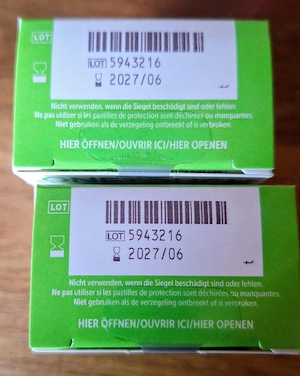 LOT
LOT 5943216
2027/06
Nicht verwenden, wenn die Siegel beschädigt sind oder fehlen.
Ne pas utiliser si les pastilles de protection sont déchirées ou manquantes.
Niet gebruiken als de verzegeling ontbreekt of is verbroken.
HIER ÖFFNEN/OUVRIR ICI/HIER OPENEN
LOT
LOT 5943216
2027/06
Nicht verwenden, wenn die Siegel beschädigt sind oder fehlen.
Ne pas utiliser si les pastilles de protection sont déchirées ou manquantes.
Niet gebruiken als de verzegeling ontbreekt of is verbroken.
HIER ÖFFNEN/OUVRIR ICI/HIER OPENEN